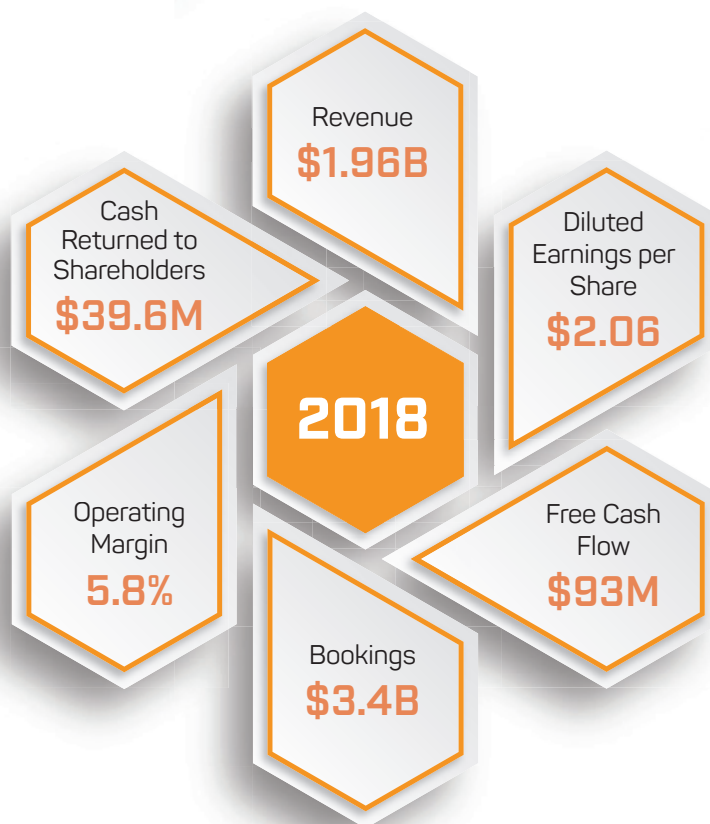 Revenue
$1.96B
Cash
Returned to
Shareholders
$39.6M
Diluted
Earnings per
Share
$2.06
2018
Operating
Margin
5.8%
Free Cash
Flow
$93M
Bookings
$3.4B